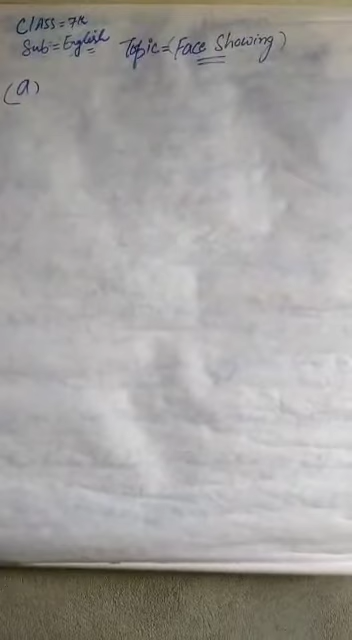 ClASS = 7th
Sub = English Topic = (Face Showing)
(a)